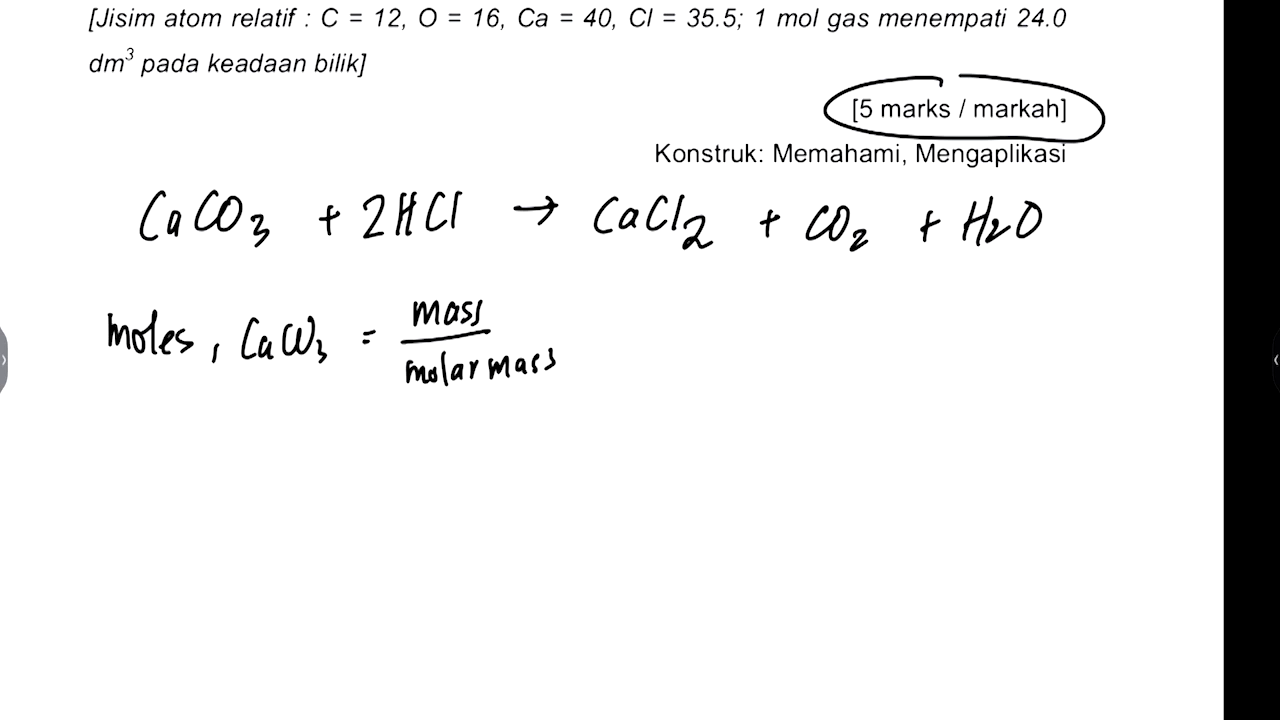 [Jisim atom relatif : C = 12, O = 16, Ca = 40, Cl = 35.5; 1 mol gas menempati 24.0
dm³ pada keadaan bilik]
[5 marks / markah]
Konstruk: Memahami, Mengaplikasi
CaCO₃ + 2HCl → CaCl₂ + CO₂ + H₂O
moles, CaCO₃ = mass
molar mass